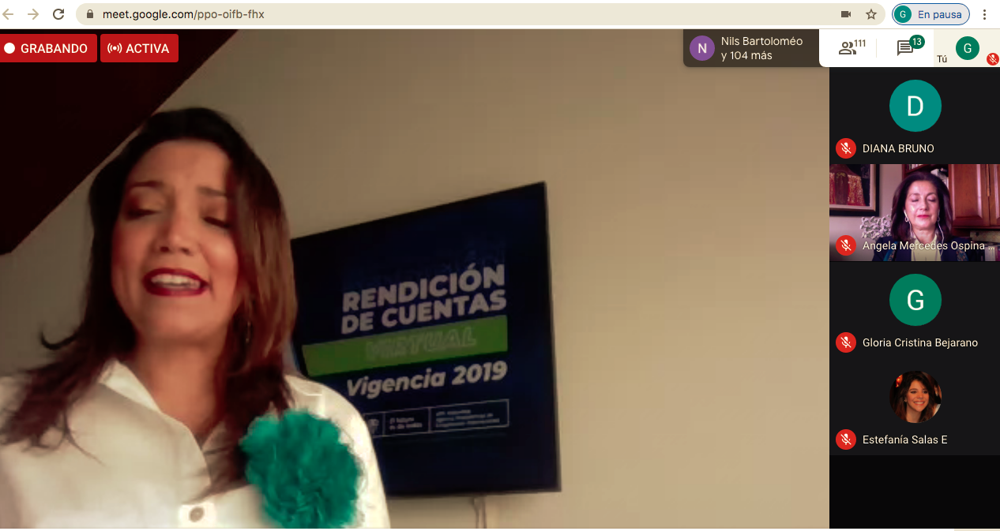 meet.google.com/ppo-oifb-fhx
G
En pausa
GRABANDO
ACTIVA
N
Nils Bartoloméo
y 104 más
111
13
Tú
G
D
DIANA BRUNO
Angela Mercedes Ospina ...
G
Gloria Cristina Bejarano
Estefanía Salas E
RENDICIÓN
DE CUENTAS
VIRTUAL
Vigencia 2019